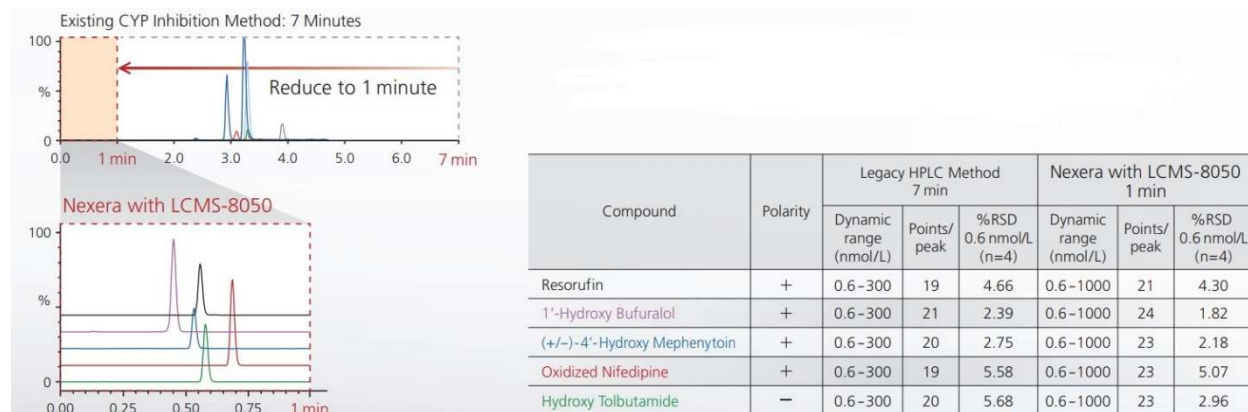 Existing CYP Inhibition Method: 7 Minutes
100
%
0
Reduce to 1 minute
0.0 1 min 2.0 3.0 4.0 5.0 6.0 7 min
Nexera with LCMS-8050
100
%
0
0.00 0.25 0.50 0.75 1 min
Compound Polarity Legacy HPLC Method 7 min Nexera with LCMS-8050 1 min
Dynamic range (nmol/L) Points/peak %RSD 0.6 nmol/L (n=4) Dynamic range (nmol/L) Points/peak %RSD 0.6 nmol/L (n=4)
Resorufin + 0.6–300 19 4.66 0.6–1000 21 4.30
1'-Hydroxy Bufuralol + 0.6–300 21 2.39 0.6–1000 24 1.82
(+/–)-4'-Hydroxy Mephenytoin + 0.6–300 20 2.75 0.6–1000 23 2.18
Oxidized Nifedipine + 0.6–300 19 5.58 0.6–1000 23 5.07
Hydroxy Tolbutamide – 0.6–300 20 5.68 0.6–1000 23 2.96